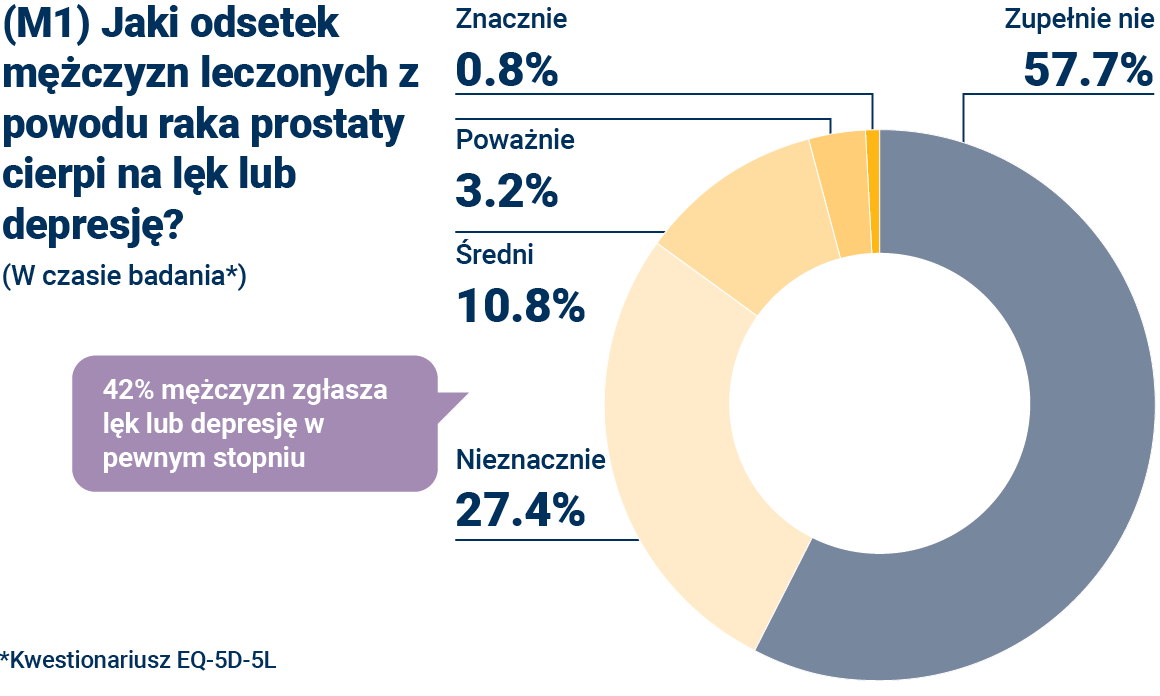 (M1) Jaki odsetek
mężczyzn leczonych z
powodu raka prostaty
cierpi na lęk lub
depresję?
(W czasie badania*)
Znacznie
0.8%
Zupełnie nie
57.7%
Poważnie
3.2%
Średni
10.8%
42% mężczyzn zgłasza
lęk lub depresję w
pewnym stopniu
Nieznacznie
27.4%
*Kwestionariusz EQ-5D-5L